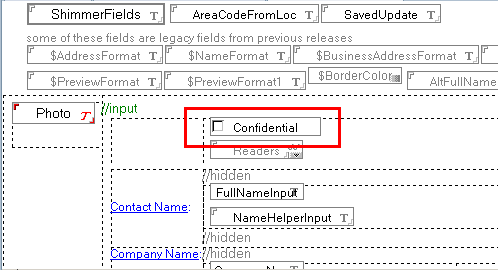 ShimmerFields T AreaCodeFromLoc T SavedUpdate T
some of these fields are legacy fields from previous releases
$AddressFormat T $NameFormat T $BusinessAddressFormat T
$PreviewFormat T $PreviewFormat1 T $BorderColor AltFullName
Photo T //input
Confidential
Readers
//hidden
FullNameInput T
Contact Name:
NameHelperInput T
//hidden
Company Name: //hidden